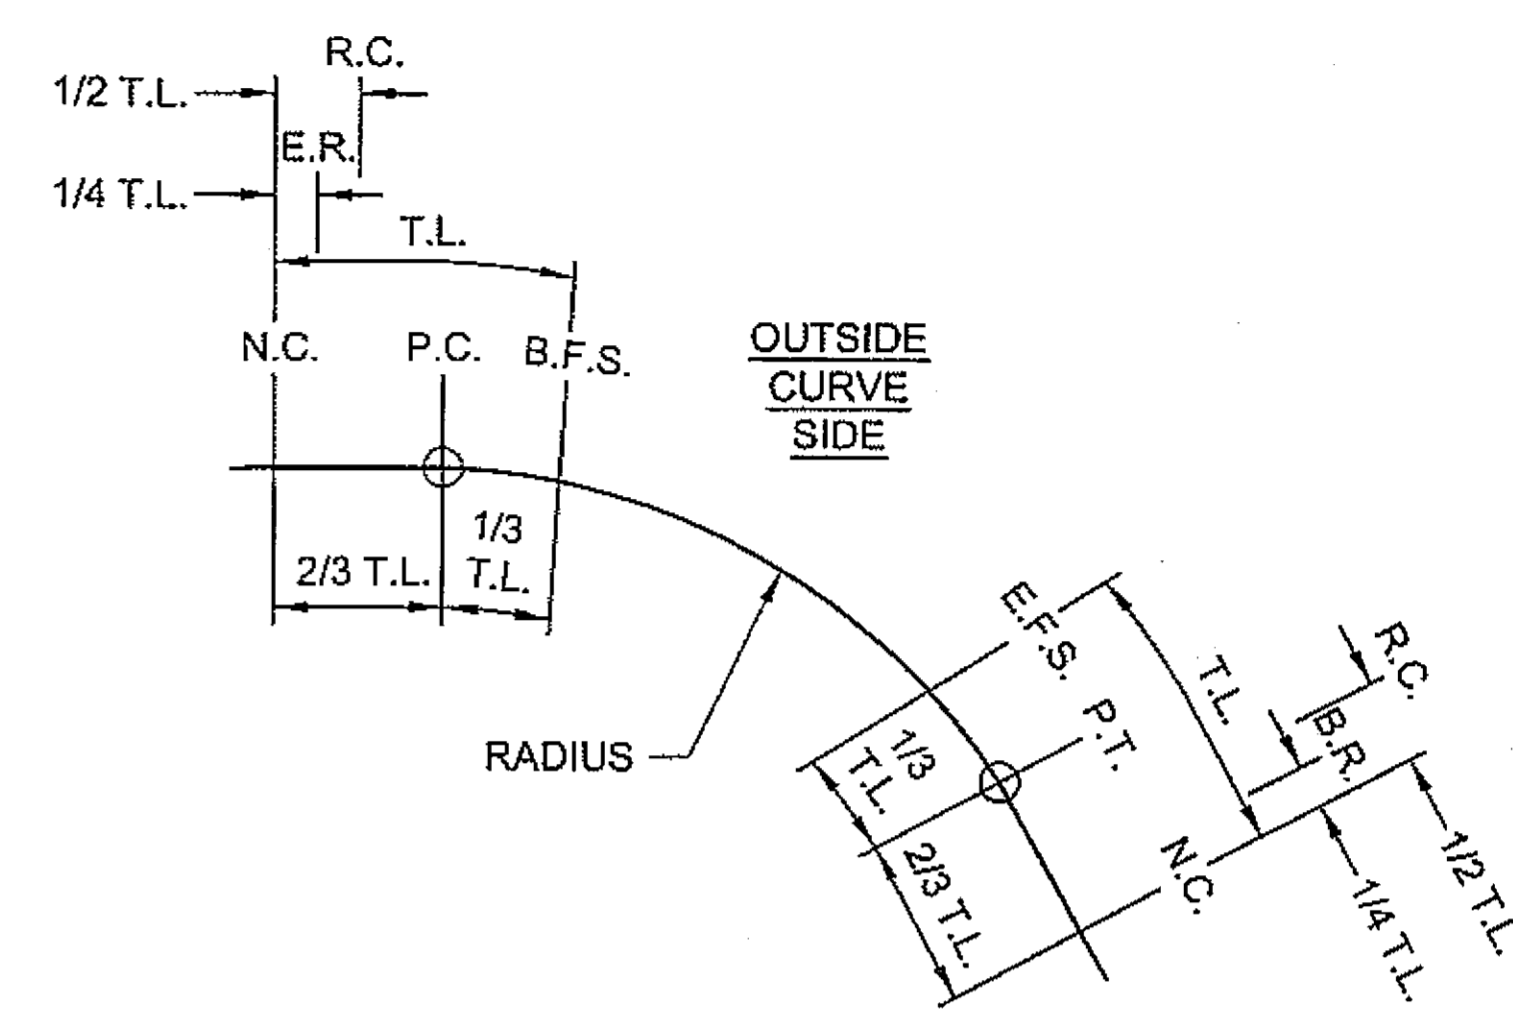 R.C.
1/2 T.L.
E.R.
1/4 T.L.
T.L.
N.C. P.C. B.F.S.
OUTSIDE
CURVE
SIDE
1/3
T.L.
2/3 T.L.
RADIUS
E.F.S.
P.T.
T.L.
R.C.
B.R.
1/3
T.L.
2/3 T.L.
N.C.
1/4 T.L.
1/2 T.L.